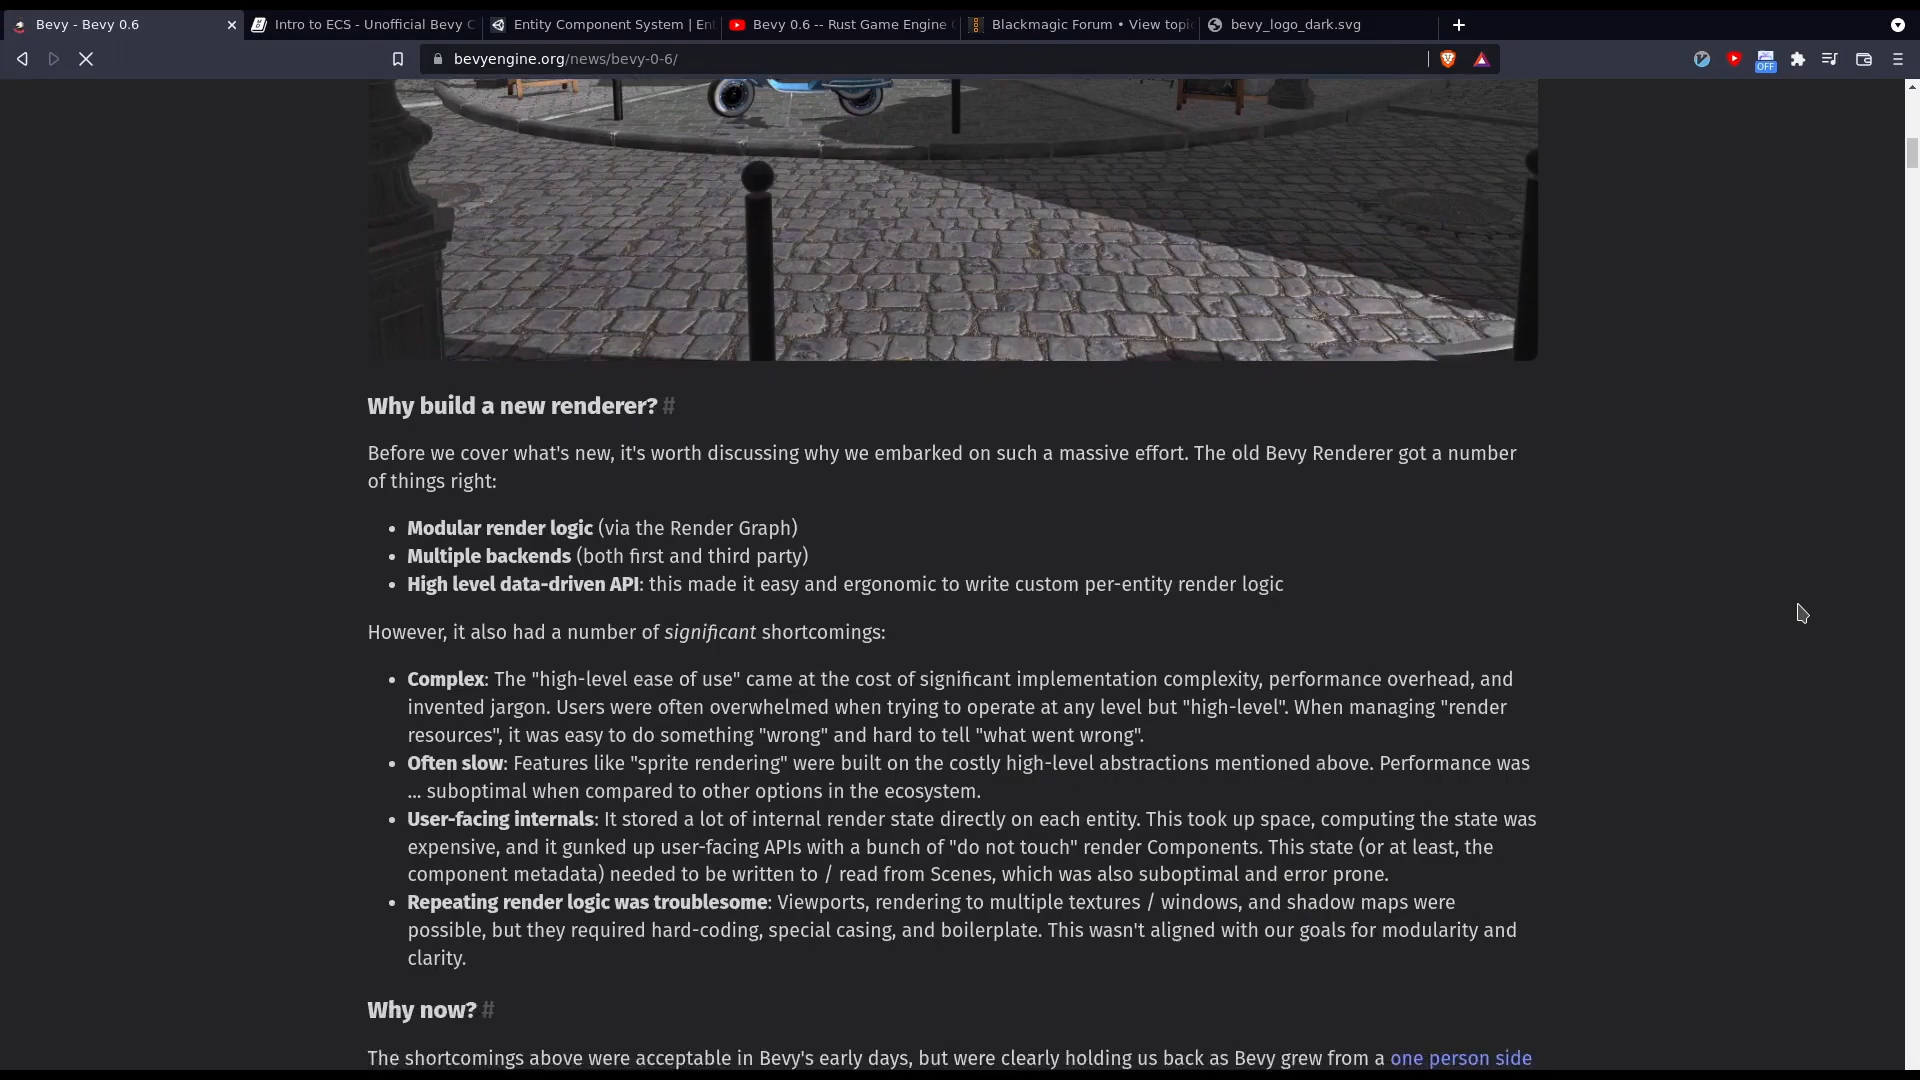 Bevy - Bevy 0.6
Intro to ECS - Unofficial Bevy C
Entity Component System | Ent
Bevy 0.6 -- Rust Game Engine
Blackmagic Forum • View topi
bevy_logo_dark.svg
bevyengine.org/news/bevy-0-6/
OFF
Why build a new renderer? #
Before we cover what's new, it's worth discussing why we embarked on such a massive effort. The old Bevy Renderer got a number
of things right:
• Modular render logic (via the Render Graph)
• Multiple backends (both first and third party)
• High level data-driven API: this made it easy and ergonomic to write custom per-entity render logic
However, it also had a number of significant shortcomings:
• Complex: The "high-level ease of use" came at the cost of significant implementation complexity, performance overhead, and
invented jargon. Users were often overwhelmed when trying to operate at any level but "high-level". When managing "render
resources", it was easy to do something "wrong" and hard to tell "what went wrong".
• Often slow: Features like "sprite rendering" were built on the costly high-level abstractions mentioned above. Performance was
... suboptimal when compared to other options in the ecosystem.
• User-facing internals: It stored a lot of internal render state directly on each entity. This took up space, computing the state was
expensive, and it gunked up user-facing APIs with a bunch of "do not touch" render Components. This state (or at least, the
component metadata) needed to be written to / read from Scenes, which was also suboptimal and error prone.
• Repeating render logic was troublesome: Viewports, rendering to multiple textures / windows, and shadow maps were
possible, but they required hard-coding, special casing, and boilerplate. This wasn't aligned with our goals for modularity and
clarity.
Why now? #
The shortcomings above were acceptable in Bevy's early days, but were clearly holding us back as Bevy grew from a one person side